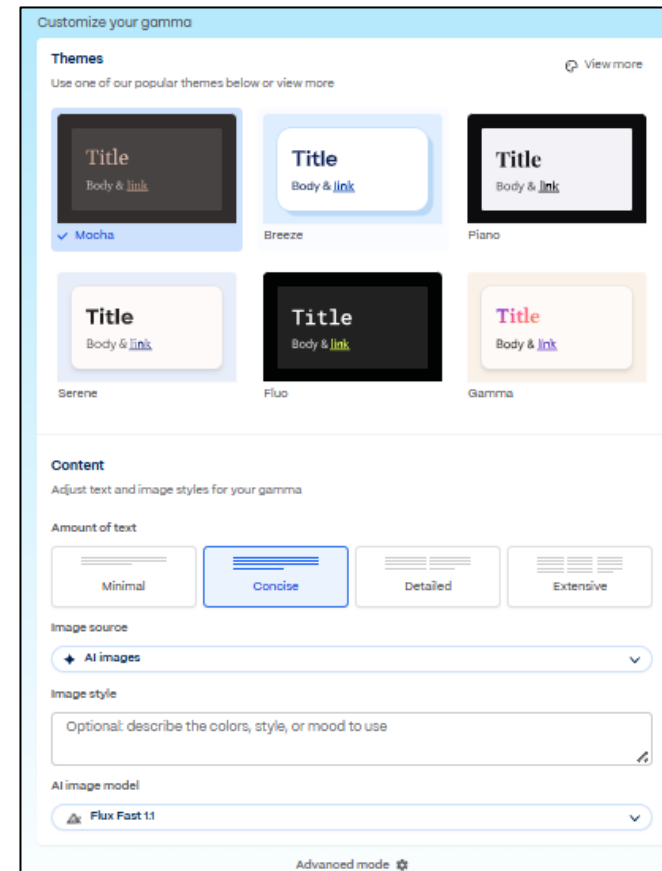 Customize your gamma
Themes
View more
Use one of our popular themes below or view more
Title
Body & link
Mocha
Title
Body & link
Breeze
Title
Body & link
Piano
Title
Body & link
Serene
Title
Body & link
Fluo
Title
Body & link
Gamma
Content
Adjust text and image styles for your gamma
Amount of text
Minimal
Concise
Detailed
Extensive
Image source
AI images
Image style
Optional: describe the colors, style, or mood to use
AI image model
Flux Fast 1.1
Advanced mode